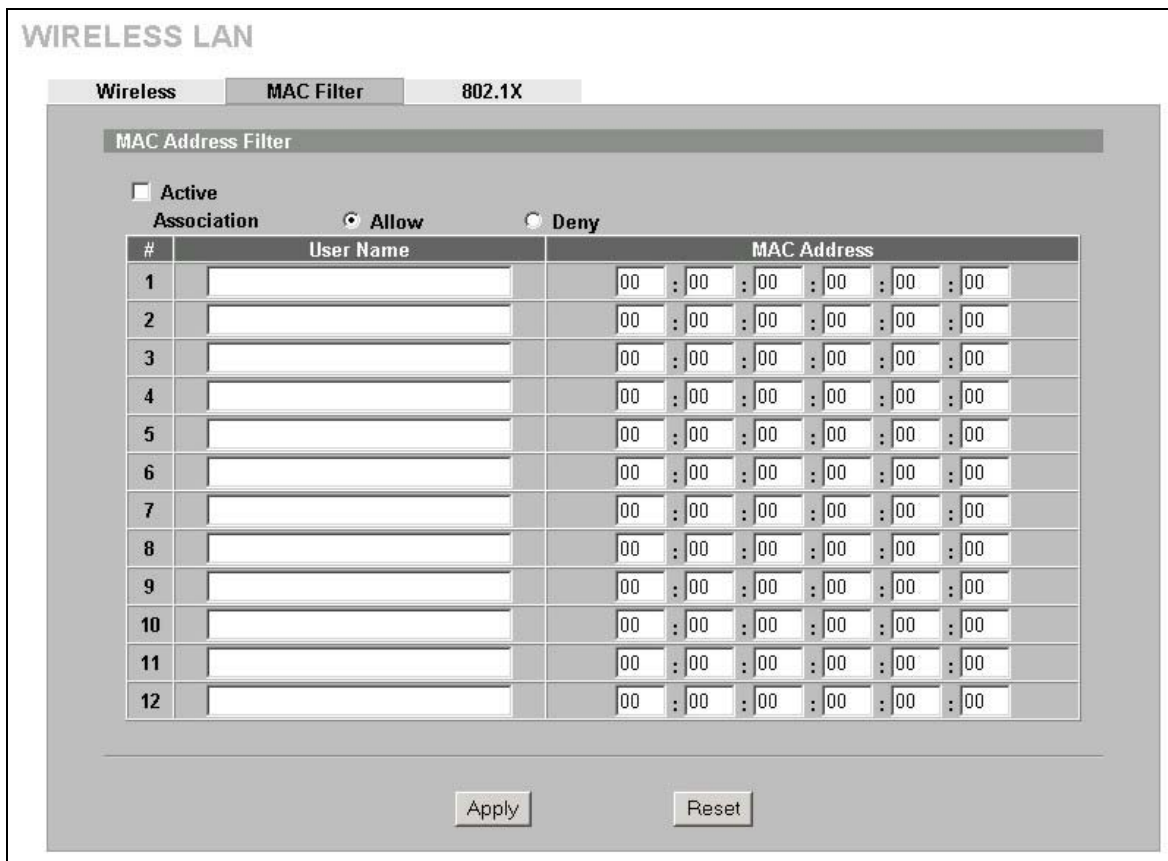 WIRELESS LAN
Wireless MAC Filter 802.1X
MAC Address Filter
Active
Association Allow Deny
# User Name MAC Address
1 00 : 00 : 00 : 00 : 00 : 00
2 00 : 00 : 00 : 00 : 00 : 00
3 00 : 00 : 00 : 00 : 00 : 00
4 00 : 00 : 00 : 00 : 00 : 00
5 00 : 00 : 00 : 00 : 00 : 00
6 00 : 00 : 00 : 00 : 00 : 00
7 00 : 00 : 00 : 00 : 00 : 00
8 00 : 00 : 00 : 00 : 00 : 00
9 00 : 00 : 00 : 00 : 00 : 00
10 00 : 00 : 00 : 00 : 00 : 00
11 00 : 00 : 00 : 00 : 00 : 00
12 00 : 00 : 00 : 00 : 00 : 00
Apply Reset